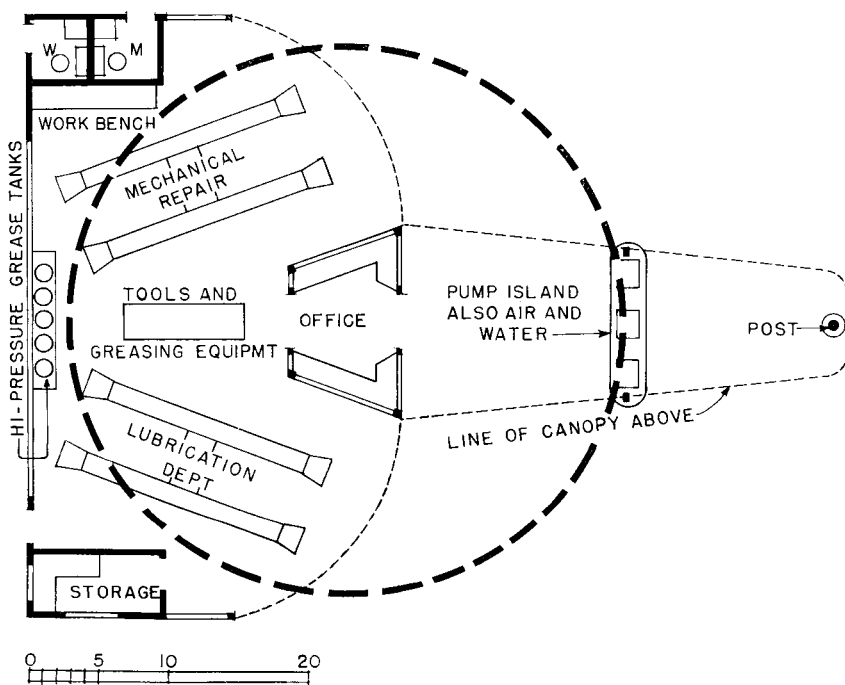 W
M
WORK BENCH
HI-PRESSURE GREASE TANKS
MECHANICAL
REPAIR
TOOLS AND
GREASING EQUIPMT
OFFICE
PUMP ISLAND
ALSO AIR AND
WATER
POST
LINE OF CANOPY ABOVE
LUBRICATION
DEPT
STORAGE
0 5 10 20